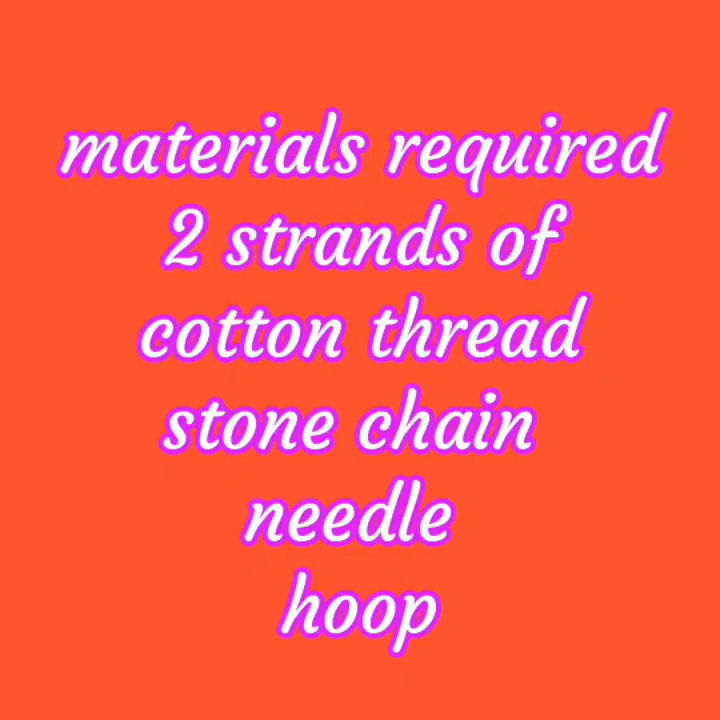 materials required
2 strands of
cotton thread
stone chain
needle
hoop